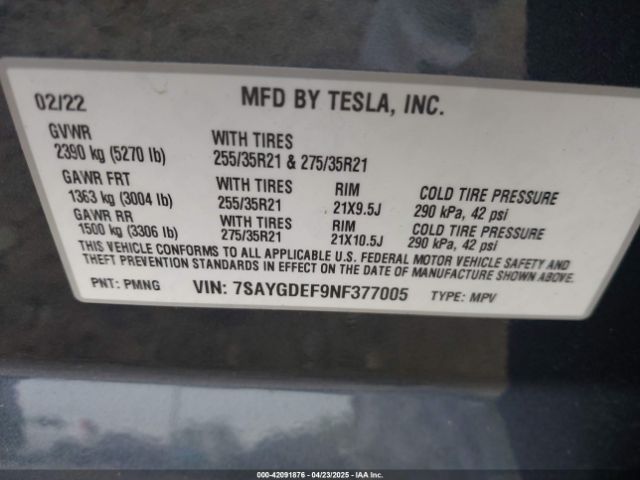 02/22 MFD BY TESLA, INC.
GVWR WITH TIRES
2390 kg (5270 lb) 255/35R21 & 275/35R21
GAWR FRT WITH TIRES RIM COLD TIRE PRESSURE
1363 kg (3004 lb) 255/35R21 21X9.5J 290 kPa, 42 psi
GAWR RR WITH TIRES RIM COLD TIRE PRESSURE
1500 kg (3306 lb) 275/35R21 21X10.5J 290 kPa, 42 psi
THIS VEHICLE CONFORMS TO ALL APPLICABLE U.S. FEDERAL MOTOR VEHICLE SAFETY AND
THEFT PREVENTION STANDARDS IN EFFECT ON THE DATE OF MANUFACTURE SHOWN ABOVE.
PNT: PMNG VIN: 7SAYGDEF9NF377005 TYPE: MPV
000-42091876 - 04/23/2025 - IAA Inc.